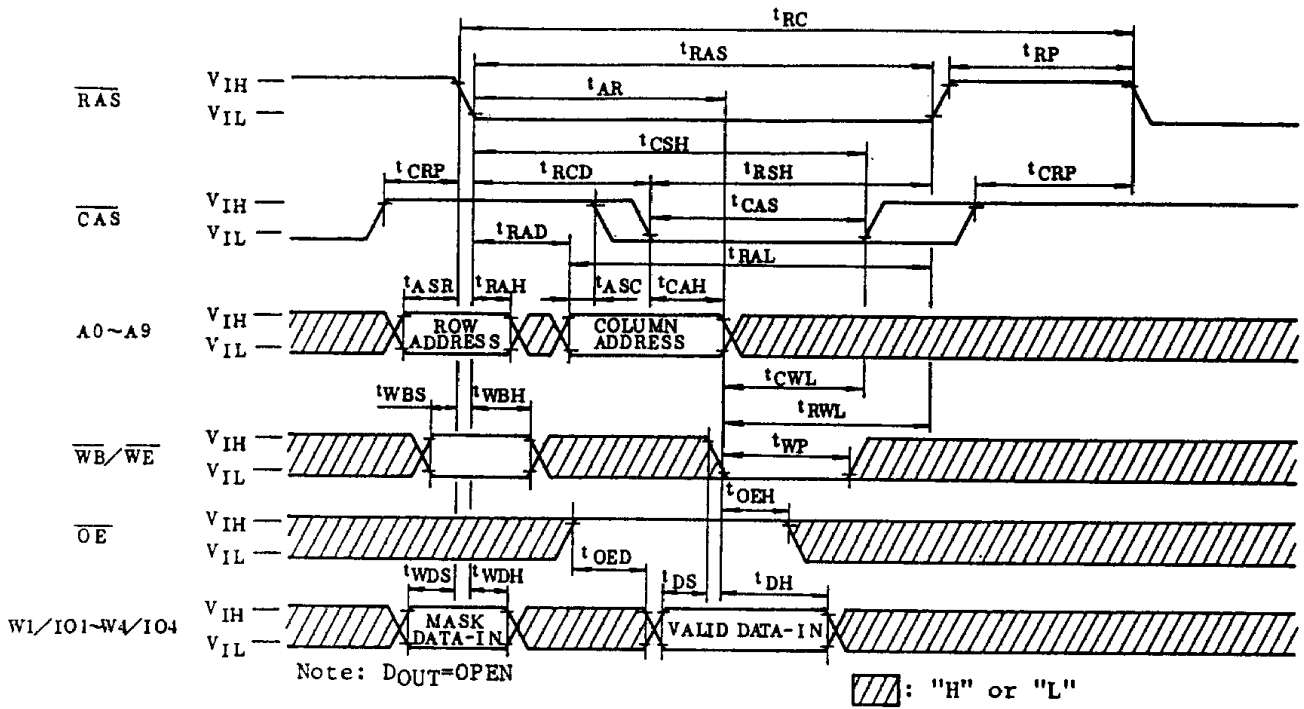 tRC
tRAS
tRP
RAS
VIH
VIL
tAR
tCSH
tCRP
tRCD
tRSH
tCRP
CAS
VIH
VIL
tCAS
tRAD
tRAL
tASR
tRAH
tASC
tCAH
A0~A9
VIH
VIL
ROW ADDRESS
COLUMN ADDRESS
tCWL
tWBS
tWBH
tRWL
WB/WE
VIH
VIL
tWP
tOEH
OE
VIH
VIL
tOED
tWDS
tWDH
tDS
tDH
W1/IO1~W4/IO4
VIH
VIL
MASK DATA-IN
VALID DATA-IN
Note: DOUT=OPEN
: "H" or "L"